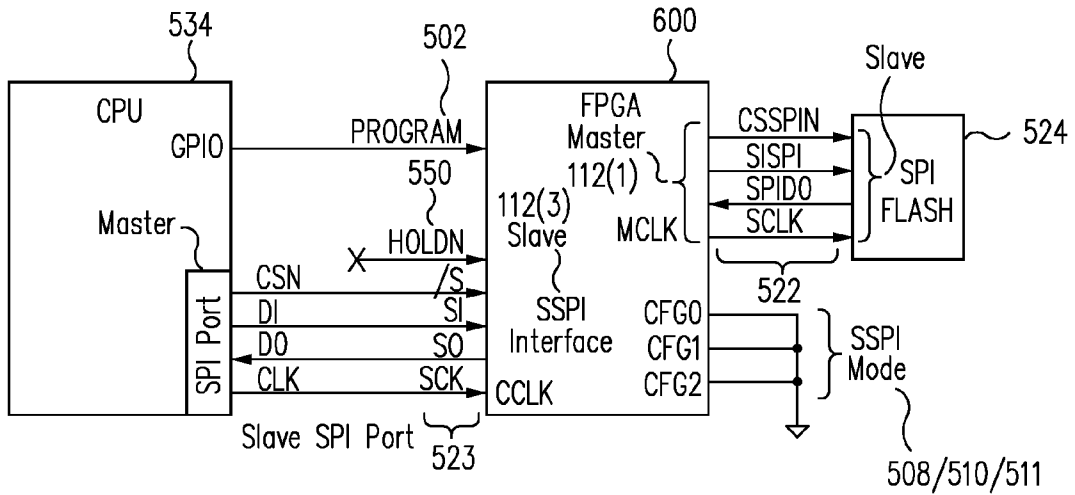 534
CPU
GPIO
Master
SPI Port
502
PROGRAM
550
HOLDN
CSN
/S
DI
SI
DO
SO
CLK
SCK
Slave SPI Port
523
600
FPGA
Master
112(1)
112(3)
Slave
SSPI
Interface
MCLK
CCLK
CFG0
CFG1
CFG2
CSSPIN
SISPI
SPIDO
SCLK
522
Slave
SPI
FLASH
524
SSPI
Mode
508/510/511